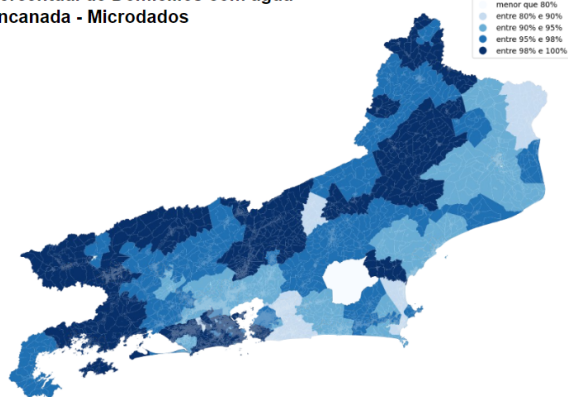 ncanada - Microdados
menor que 80%
entre 80% e 90%
entre 90% e 95%
entre 95% e 98%
entre 98% e 100%